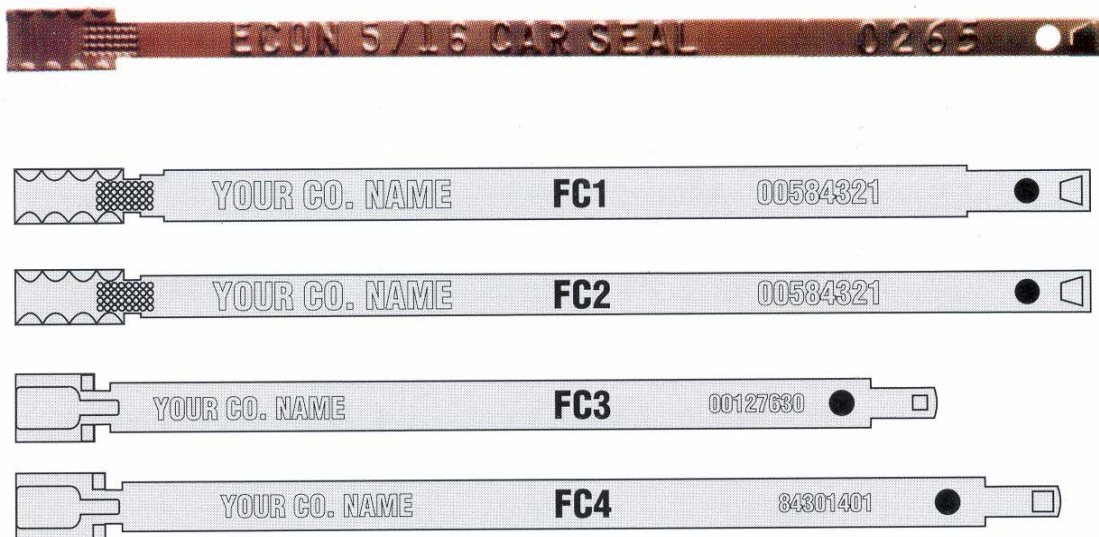 ECON 5/16 CAR SEAL 0265
YOUR CO. NAME FC1 00584321
YOUR CO. NAME FC2 00584321
YOUR CO. NAME FC3 00127630
YOUR CO. NAME FC4 84301401